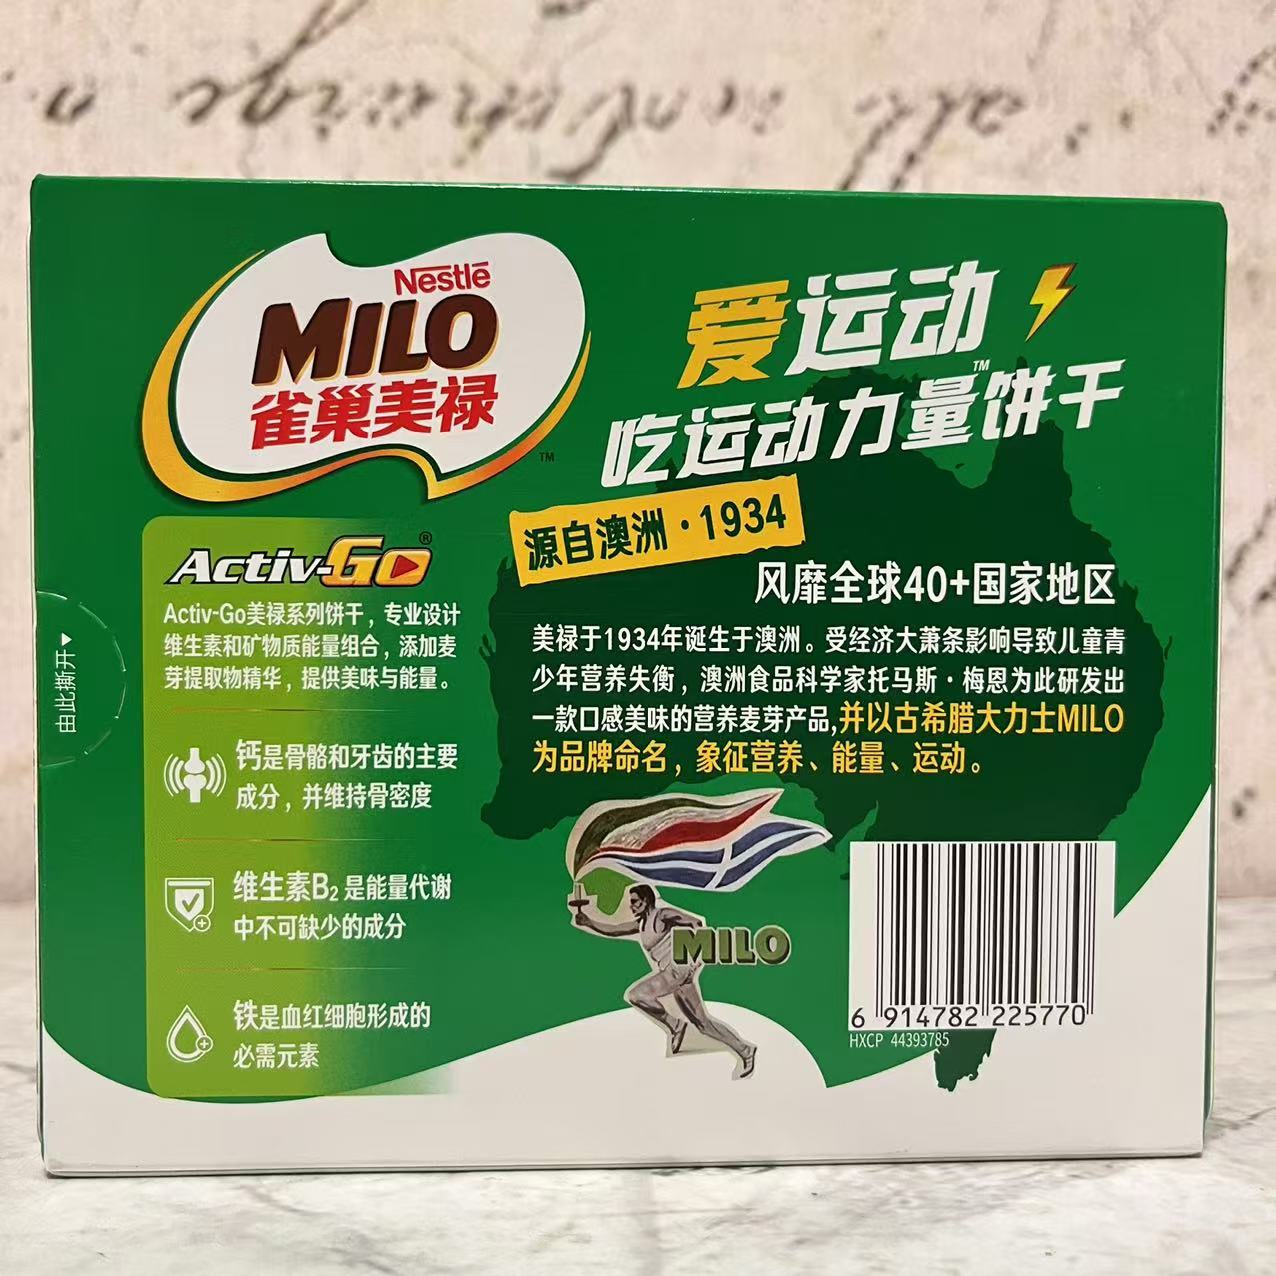 Nestlé
MILO
雀巢美禄
TM
爱运动
TM
吃运动力量饼干
源自澳洲·1934
风靡全球40+国家地区
美禄于1934年诞生于澳洲。受经济大萧条影响导致儿童青
少年营养失衡，澳洲食品科学家托马斯·梅恩为此研发出
一款口感美味的营养麦芽产品,并以古希腊大力士MILO
为品牌命名，象征营养、能量、运动。
Activ-Go®
Activ-Go美禄系列饼干，专业设计
维生素和矿物质能量组合，添加麦
芽提取物精华，提供美味与能量。
钙是骨骼和牙齿的主要
成分，并维持骨密度
维生素B₂是能量代谢
中不可缺少的成分
铁是血红细胞形成的
必需元素
由此撕开
MILO
6 914782 225770
HXCP 44393785